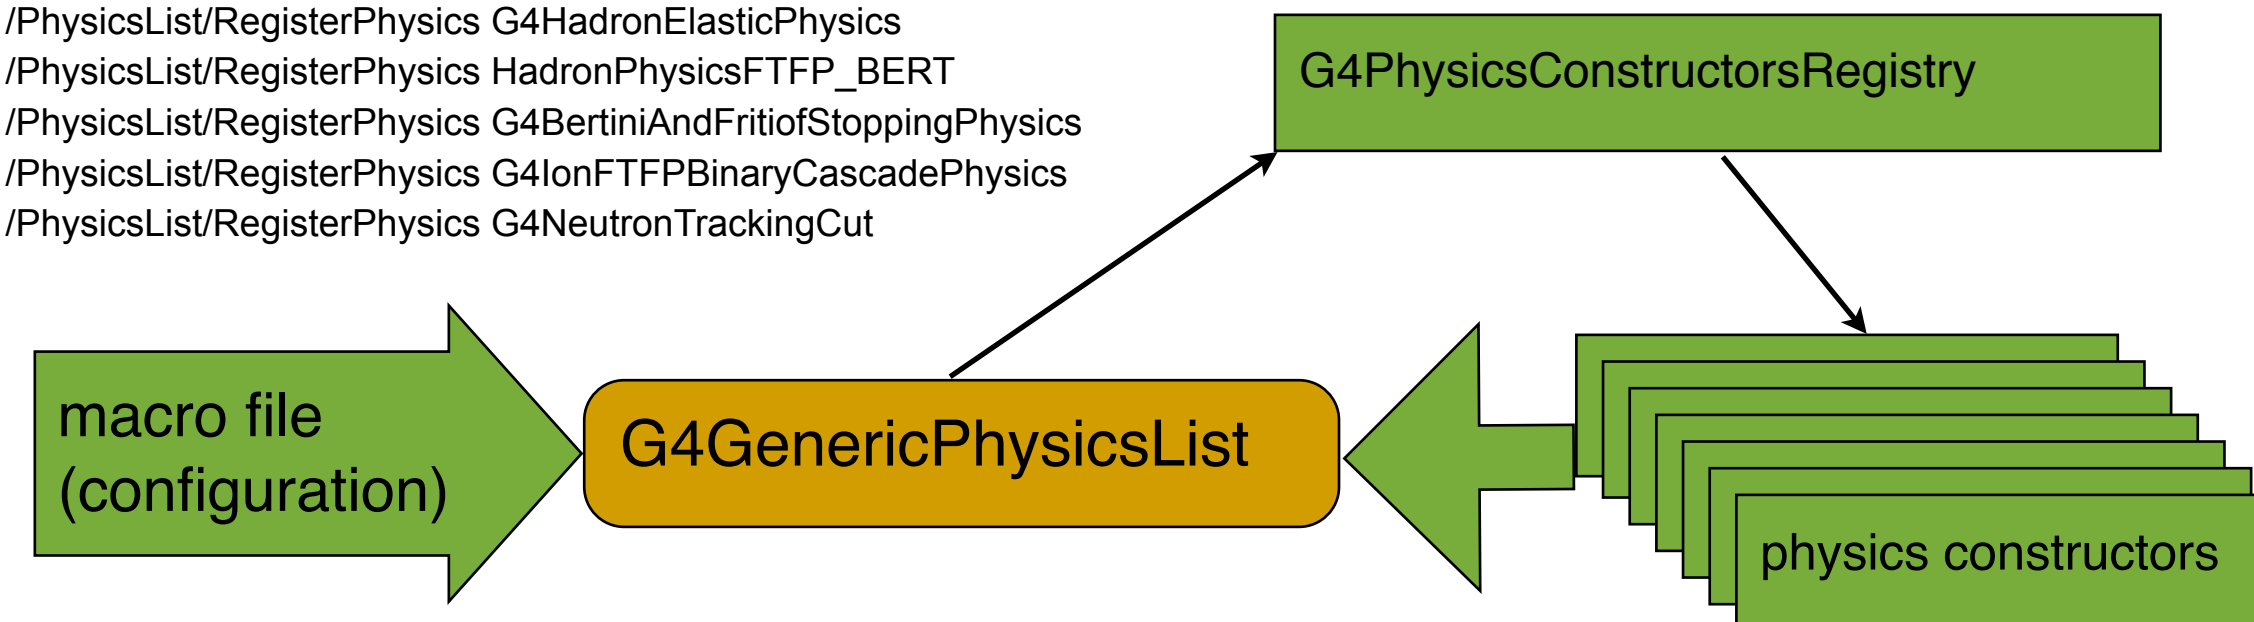 /PhysicsList/RegisterPhysics G4HadronElasticPhysics
/PhysicsList/RegisterPhysics HadronPhysicsFTFP_BERT
/PhysicsList/RegisterPhysics G4BertiniAndFritiofStoppingPhysics
/PhysicsList/RegisterPhysics G4IonFTFPBinaryCascadePhysics
/PhysicsList/RegisterPhysics G4NeutronTrackingCut
G4PhysicsConstructorsRegistry
macro file
(configuration)
G4GenericPhysicsList
physics constructors